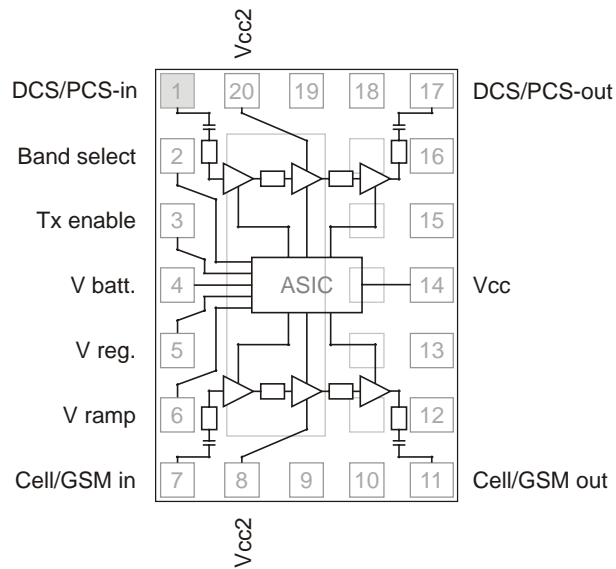 Vcc2
DCS/PCS-in 1 20 19 18 17 DCS/PCS-out
Band select 2 16
Tx enable 3 15
V batt. 4 ASIC 14 Vcc
V reg. 5 13
V ramp 6 12
Cell/GSM in 7 8 9 10 11 Cell/GSM out
Vcc2